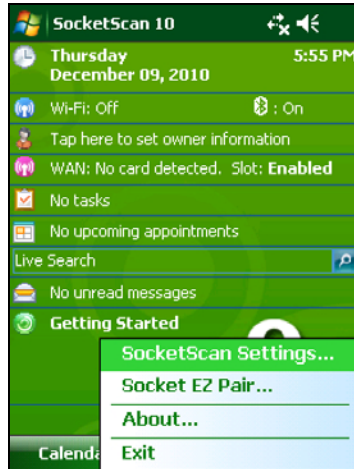 SocketScan 10
Thursday 5:55 PM
December 09, 2010
Wi-Fi: Off : On
Tap here to set owner information
WAN: No card detected. Slot: Enabled
No tasks
No upcoming appointments
Live Search
No unread messages
Getting Started
SocketScan Settings...
Socket EZ Pair...
About...
Calenda Exit